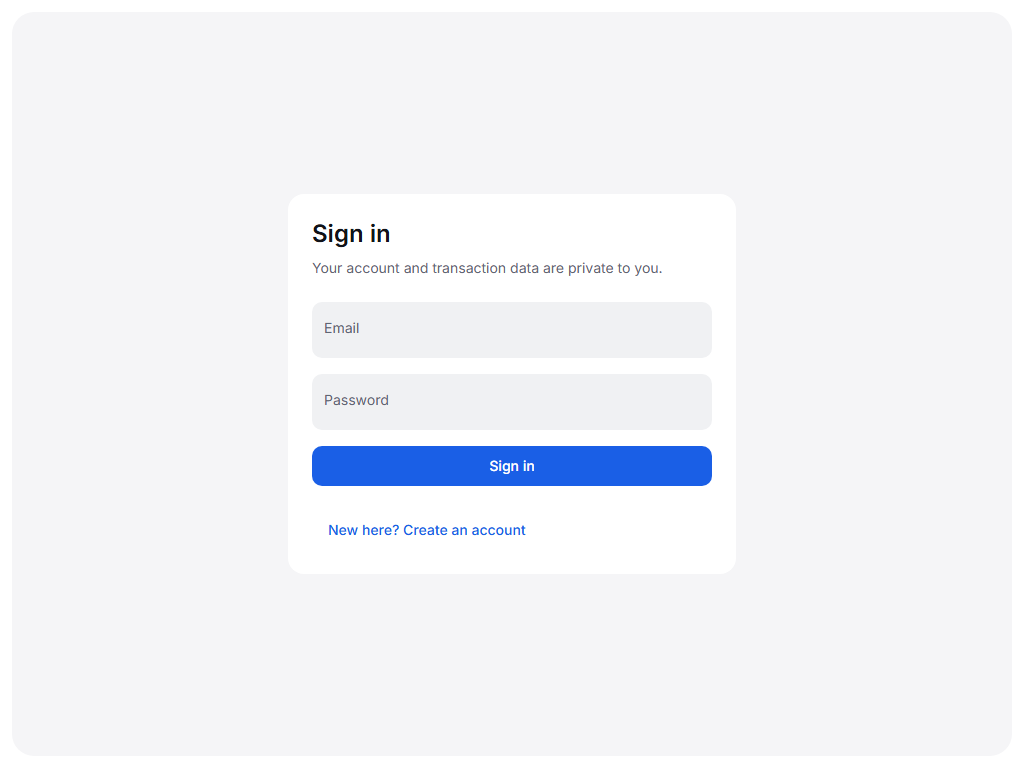 Sign in
Your account and transaction data are private to you.
Email
Password
Sign in
New here? Create an account